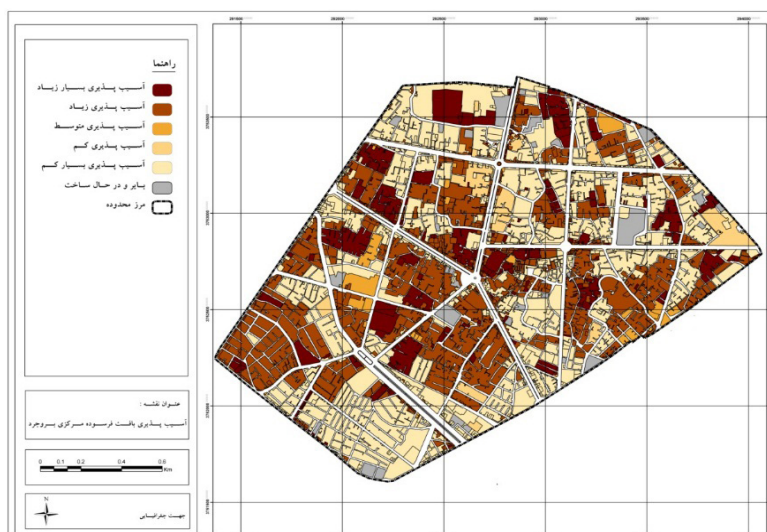 راهنما
آسیب پذیری بسیار زیاد
آسیب پذیری زیاد
آسیب پذیری متوسط
آسیب پذیری کم
آسیب پذیری بسیار کم
بایر و در حال ساخت
مرز محدوده
عنوان نقشه :
آسیب پذیری بافت فرسوده مرکزی بروجرد
0 0.1 0.2 0.4 0.6
Km
N
جهت جغرافیایی